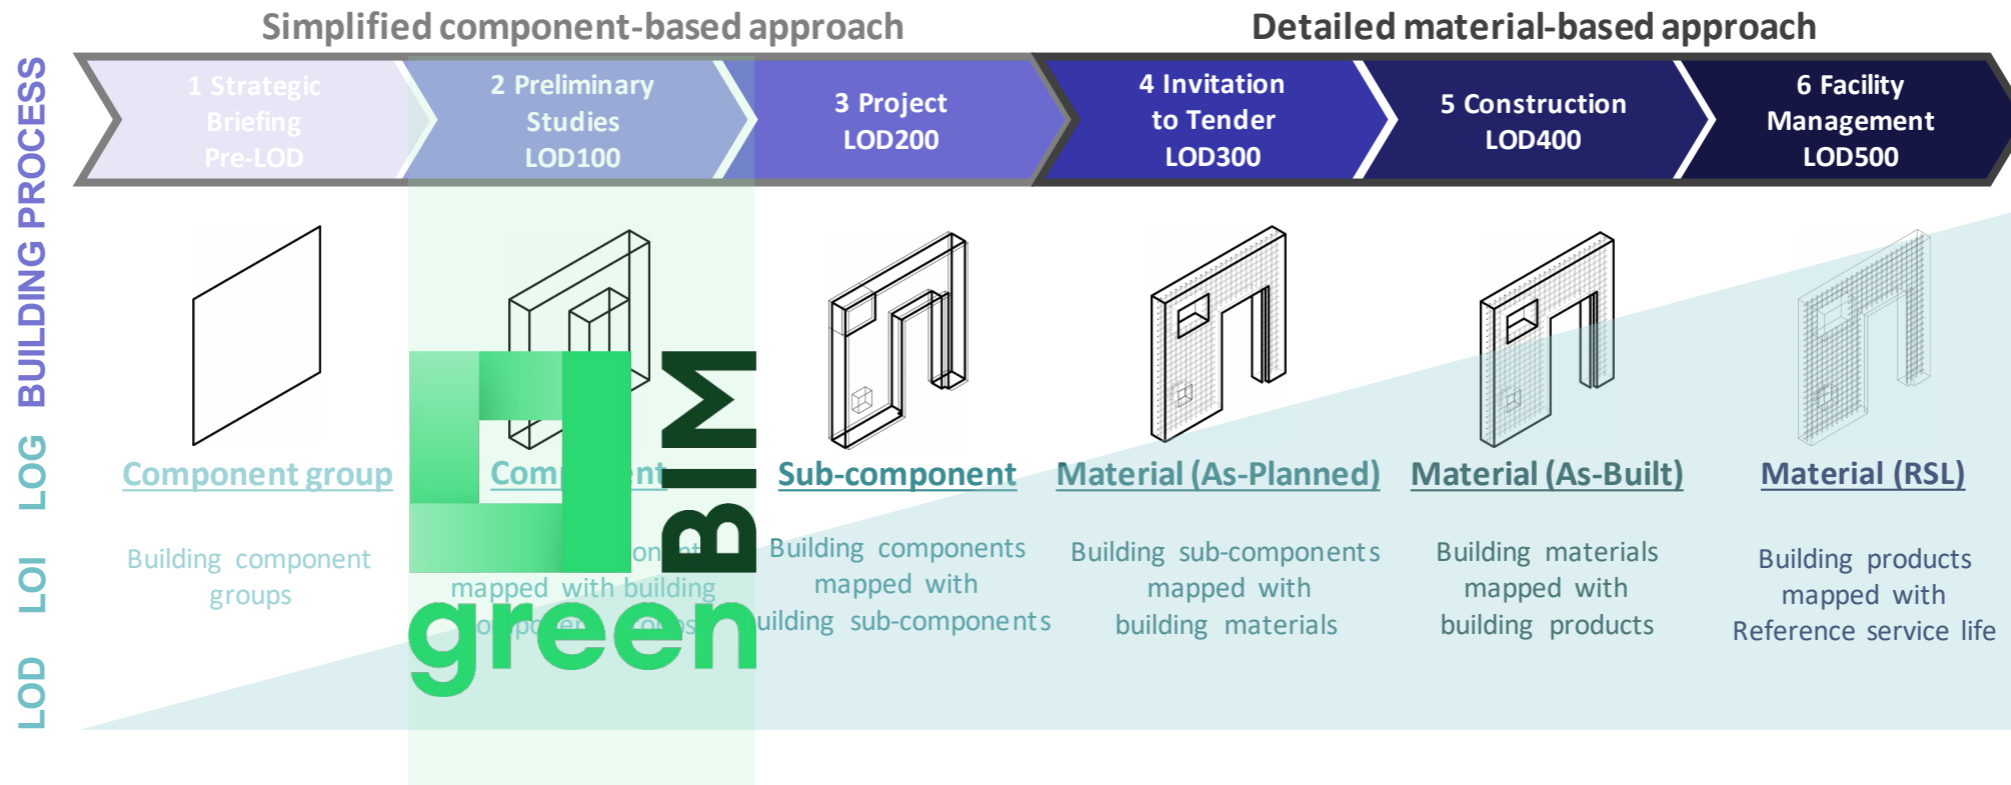 Simplified component-based approach
Detailed material-based approach
BUILDING PROCESS
1 Strategic
Briefing
Pre-LOD
2 Preliminary
Studies
LOD100
3 Project
LOD200
4 Invitation
to Tender
LOD300
5 Construction
LOD400
6 Facility
Management
LOD500
LOG
Component group
Sub-component
Material (As-Planned)
Material (As-Built)
Material (RSL)
LOI
Building component
groups
mapped with building
Building components
mapped with
uilding sub-components
Building sub-components
mapped with
building materials
Building materials
mapped with
building products
Building products
mapped with
Reference service life
LOD
BIM
green